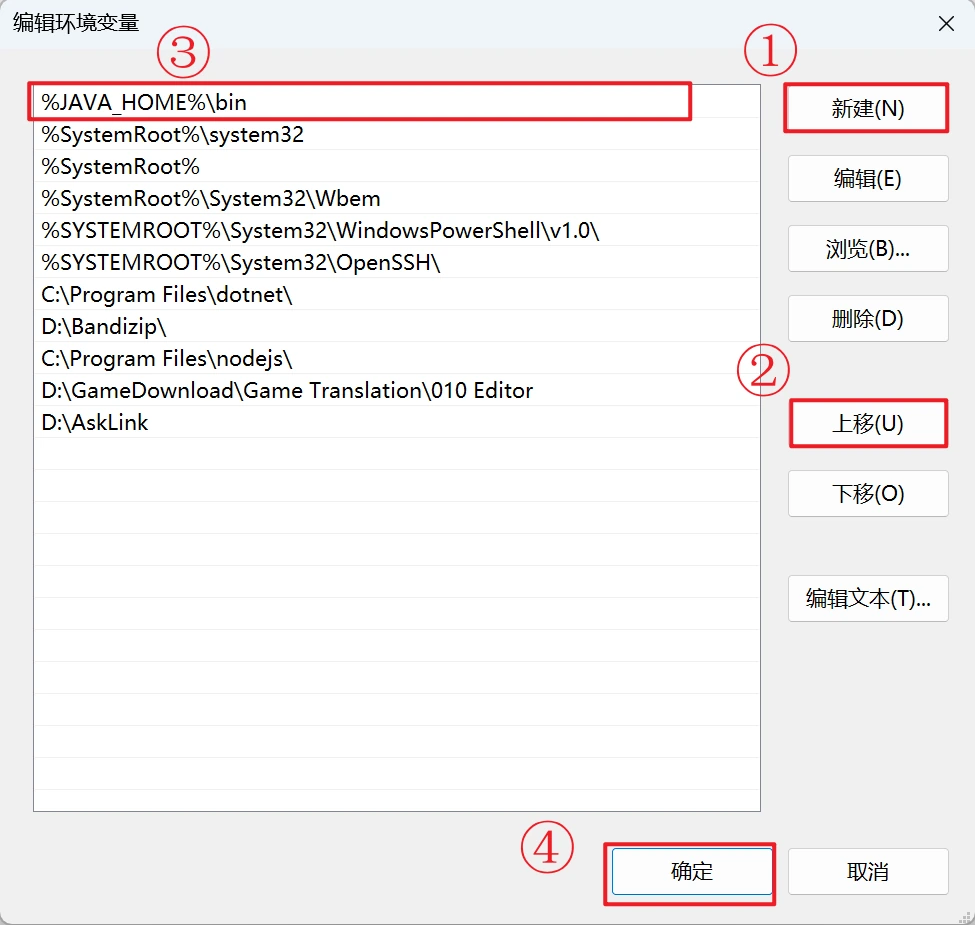 编辑环境变量
③
①
%JAVA_HOME%\bin
新建(N)
%SystemRoot%\system32
%SystemRoot%
编辑(E)
%SystemRoot%\System32\Wbem
%SYSTEMROOT%\System32\WindowsPowerShell\v1.0\
浏览(B)...
%SYSTEMROOT%\System32\OpenSSH\
C:\Program Files\dotnet\
删除(D)
D:\Bandizip\
C:\Program Files\nodejs\
②
D:\GameDownload\Game Translation\010 Editor
D:\AskLink
上移(U)
下移(O)
编辑文本(T)...
④
确定
取消